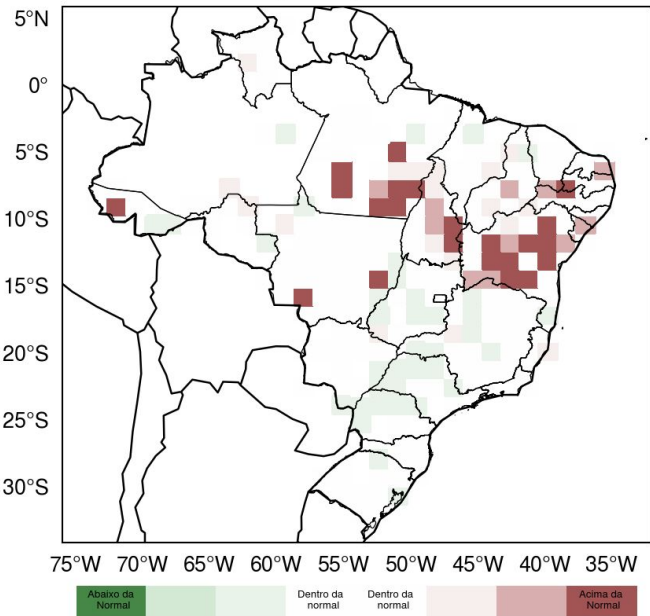 5°N
0°
5°S
10°S
15°S
20°S
25°S
30°S
75°W 70°W 65°W 60°W 55°W 50°W 45°W 40°W 35°W
Abaixo da Normal
Dentro da normal
Dentro da normal
Acima da Normal